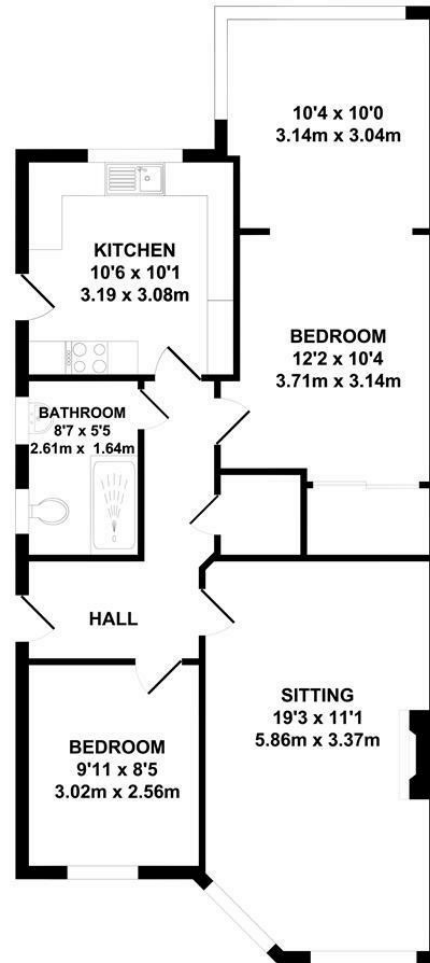 10'4 x 10'0
3.14m x 3.04m
KITCHEN
10'6 x 10'1
3.19 x 3.08m
BEDROOM
12'2 x 10'4
3.71m x 3.14m
BATHROOM
8'7 x 5'5
2.61m x 1.64m
HALL
SITTING
19'3 x 11'1
5.86m x 3.37m
BEDROOM
9'11 x 8'5
3.02m x 2.56m